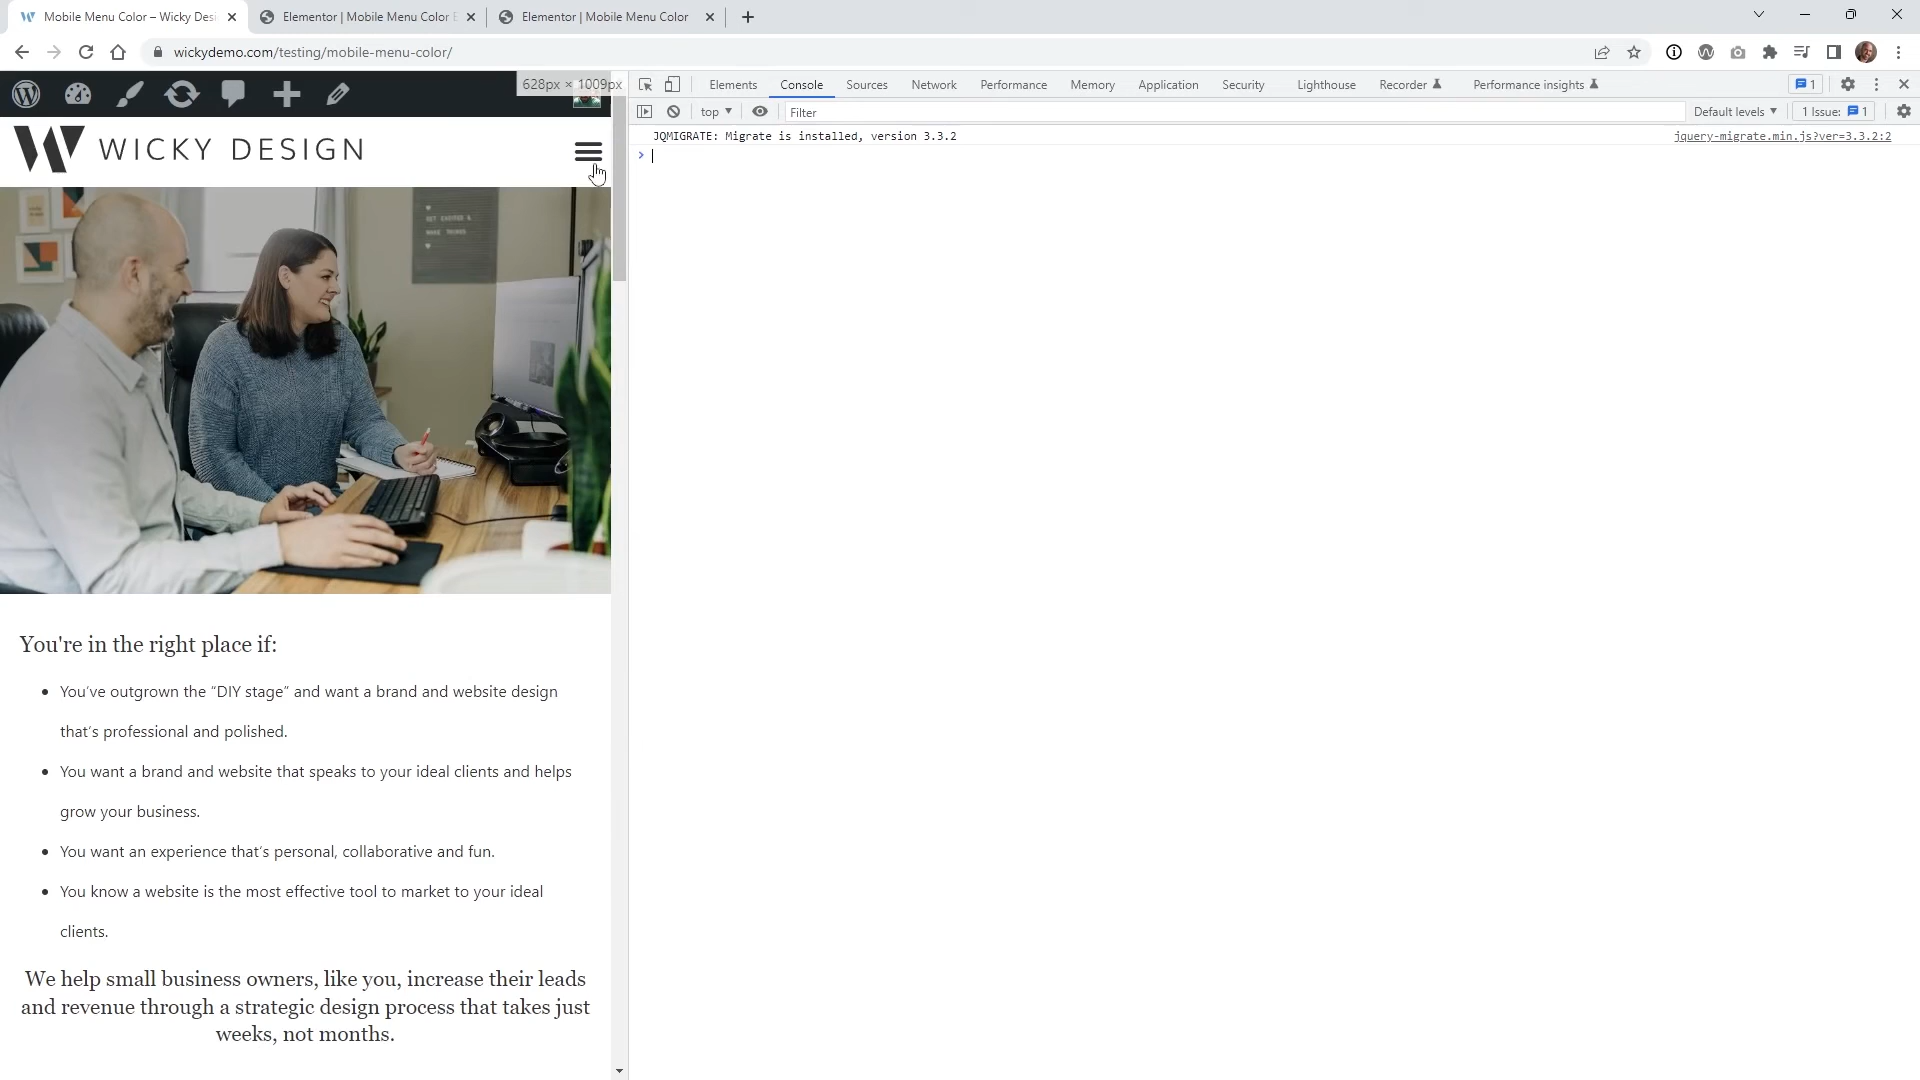 Mobile Menu Color – Wicky Desi
Elementor | Mobile Menu Color
Elementor | Mobile Menu Color
wickydemo.com/testing/mobile-menu-color/
628px × 1009px
Elements
Console
Sources
Network
Performance
Memory
Application
Security
Lighthouse
Recorder
Performance insights
1
top
Filter
Default levels
1 Issue:
1
JQMIGRATE: Migrate is installed, version 3.3.2
jquery-migrate.min.js?ver=3.3.2:2
WICKY DESIGN
GET EXCITED &
MAKE THINGS
You're in the right place if:
You’ve outgrown the “DIY stage” and want a brand and website design
that’s professional and polished.
You want a brand and website that speaks to your ideal clients and helps
grow your business.
You want an experience that’s personal, collaborative and fun.
You know a website is the most effective tool to market to your ideal
clients.
We help small business owners, like you, increase their leads
and revenue through a strategic design process that takes just
weeks, not months.